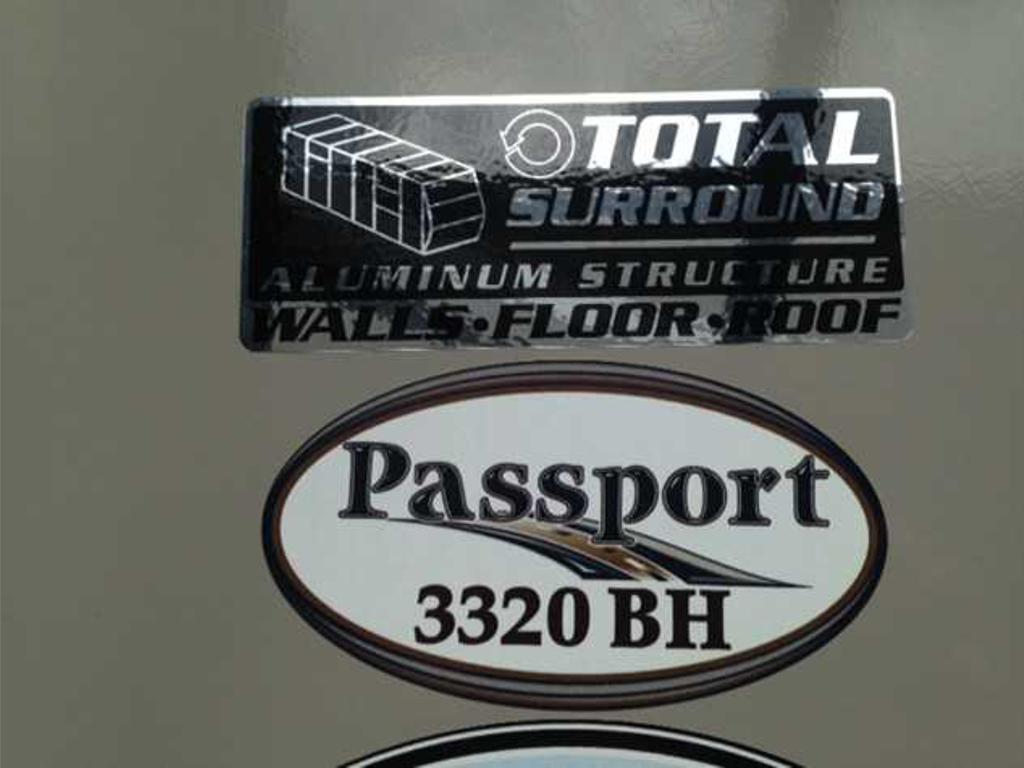 TOTAL
SURROUND
ALUMINUM STRUCTURE
WALLS·FLOOR·ROOF
Passport
3320 BH